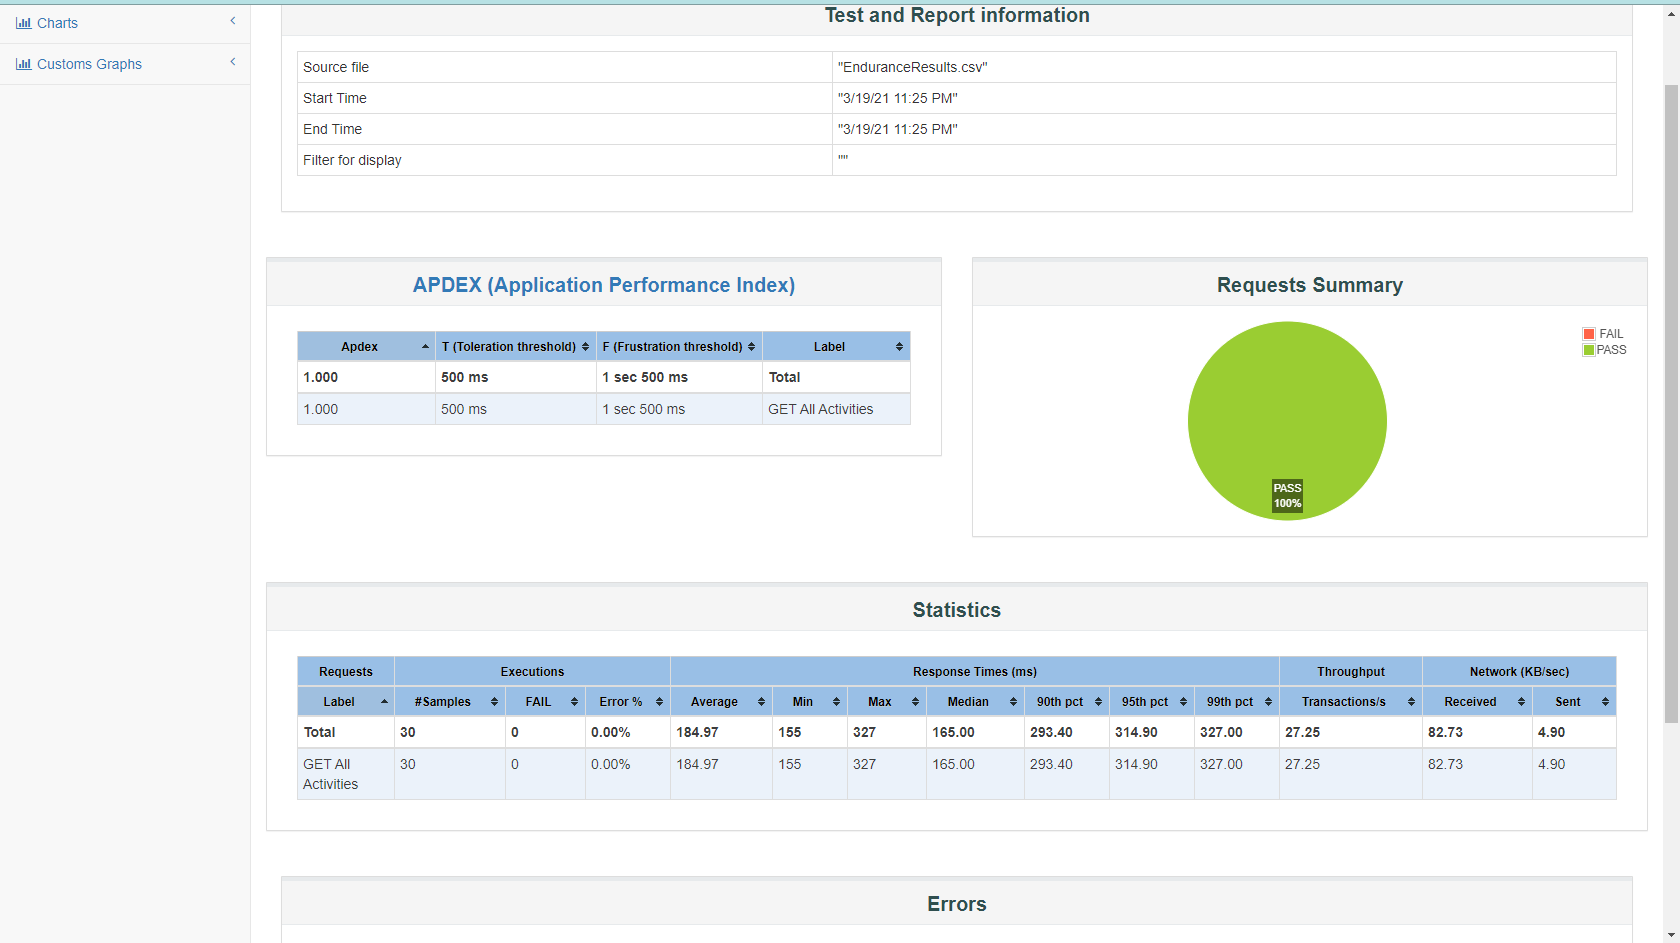 Charts
Customs Graphs
Test and Report information
Source file "EnduranceResults.csv"
Start Time "3/19/21 11:25 PM"
End Time "3/19/21 11:25 PM"
Filter for display ""
APDEX (Application Performance Index)
Apdex T (Toleration threshold) F (Frustration threshold) Label
1.000 500 ms 1 sec 500 ms Total
1.000 500 ms 1 sec 500 ms GET All Activities
Requests Summary
FAIL
PASS
PASS
100%
Statistics
Requests Executions Response Times (ms) Throughput Network (KB/sec)
Label #Samples FAIL Error % Average Min Max Median 90th pct 95th pct 99th pct Transactions/s Received Sent
Total 30 0 0.00% 184.97 155 327 165.00 293.40 314.90 327.00 27.25 82.73 4.90
GET All 30 0 0.00% 184.97 155 327 165.00 293.40 314.90 327.00 27.25 82.73 4.90
Activities
Errors